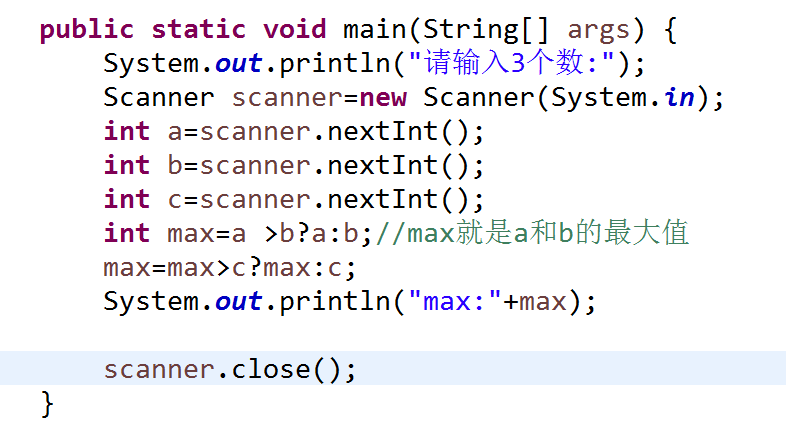 public static void main(String[] args) {
System.out.println("请输入3个数:");
Scanner scanner=new Scanner(System.in);
int a=scanner.nextInt();
int b=scanner.nextInt();
int c=scanner.nextInt();
int max=a >b?a:b;//max就是a和b的最大值
max=max>c?max:c;
System.out.println("max:"+max);
scanner.close();
}